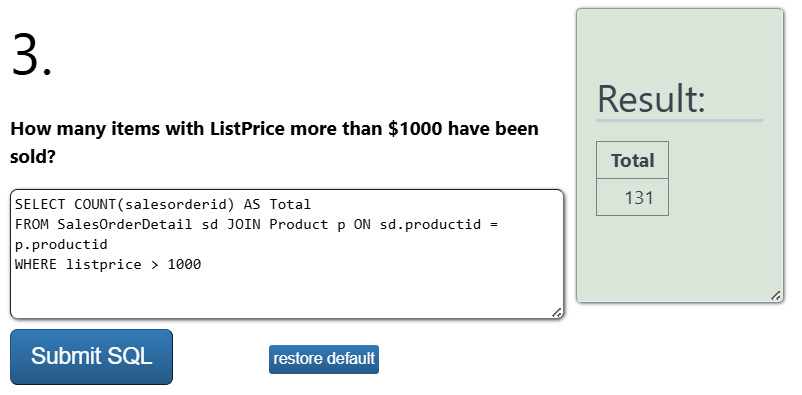 3.
How many items with ListPrice more than $1000 have been
sold?
SELECT COUNT(salesorderid) AS Total
FROM SalesOrderDetail sd JOIN Product p ON sd.productid =
p.productid
WHERE listprice > 1000
Submit SQL
restore default
Result:
Total
131